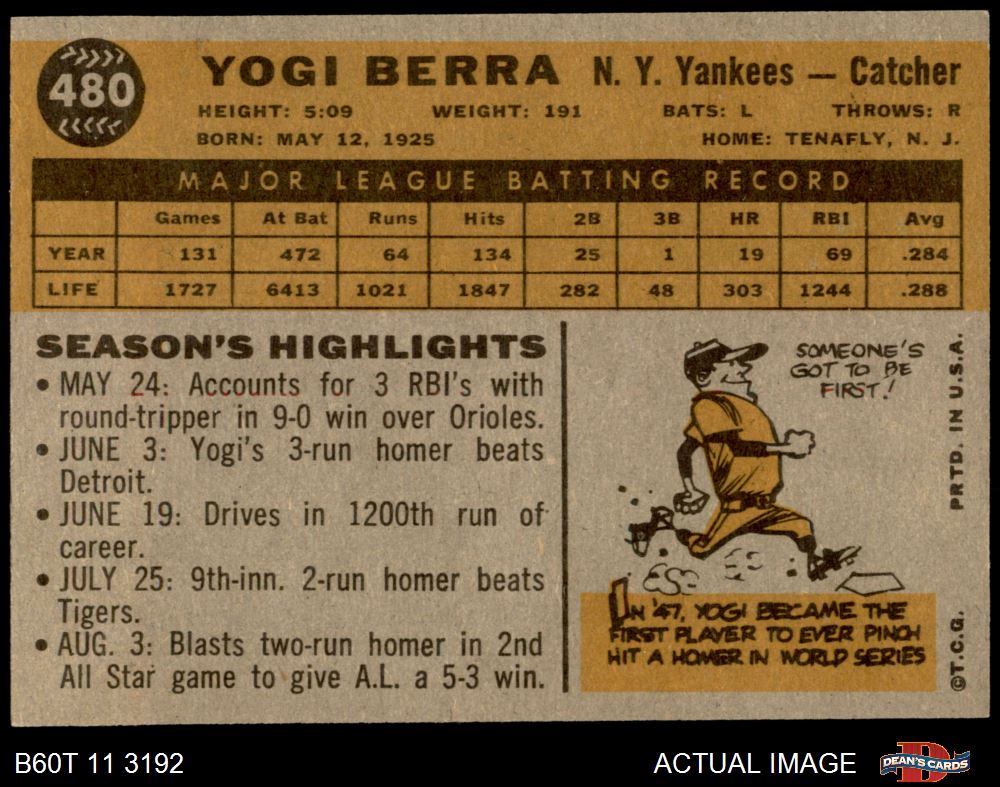 480
YOGI BERRA N. Y. Yankees — Catcher
HEIGHT: 5:09 WEIGHT: 191 BATS: L THROWS: R
BORN: MAY 12, 1925 HOME: TENAFLY, N. J.
MAJOR LEAGUE BATTING RECORD
Games At Bat Runs Hits 2B 3B HR RBI Avg
YEAR 131 472 64 134 25 1 19 69 .284
LIFE 1727 6413 1021 1847 282 48 303 1244 .288
SEASON'S HIGHLIGHTS
• MAY 24: Accounts for 3 RBI's with
round-tripper in 9-0 win over Orioles.
• JUNE 3: Yogi's 3-run homer beats
Detroit.
• JUNE 19: Drives in 1200th run of
career.
• JULY 25: 9th-inn. 2-run homer beats
Tigers.
• AUG. 3: Blasts two-run homer in 2nd
All Star game to give A.L. a 5-3 win.
SOMEONE'S
GOT TO BE
FIRST!
IN '47, YOGI BECAME THE
FIRST PLAYER TO EVER PINCH
HIT A HOMER IN WORLD SERIES
©T.C.G. PRTD. IN U.S.A.
B60T 11 3192 ACTUAL IMAGE DEAN'S CARDS